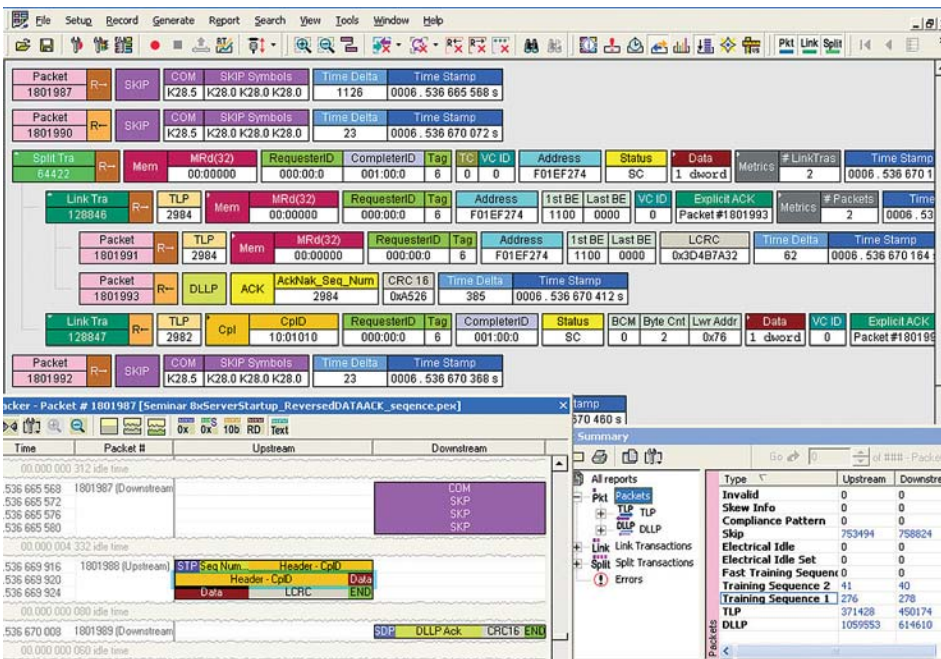 File Setup Record Generate Report Search View Tools Window Help
Pkt Link Split
Packet R→ SKIP COM SKIP Symbols Time Delta Time Stamp
1801987 K28.5 K28.0 K28.0 K28.0 1126 0006 . 536 665 568 s
Packet R← SKIP COM SKIP Symbols Time Delta Time Stamp
1801990 K28.5 K28.0 K28.0 K28.0 23 0006 . 536 670 072 s
Split Tra R→ Mem MRd(32) RequesterID CompleterID Tag TC VC ID Address Status Data Metrics # LinkTras Time Stamp
64422 00:00000 000:00:0 001:00:0 6 0 0 F01EF274 SC 1 dword 2 0006 . 536 670 1
Link Tra R→ TLP Mem MRd(32) RequesterID Tag Address 1st BE Last BE VC ID Explicit ACK Metrics # Packets Time
128846 2984 00:00000 000:00:0 6 F01EF274 1100 0000 0 Packet #1801993 2 0006 . 53
Packet R→ TLP Mem MRd(32) RequesterID Tag Address 1st BE Last BE LCRC Time Delta Time Stamp
1801991 2984 00:00000 000:00:0 6 F01EF274 1100 0000 0x3D4B7A32 62 0006 . 536 670 164
Packet R← DLLP ACK AckNak_Seq_Num CRC 16 Time Delta Time Stamp
1801993 2984 0xA526 385 0006 . 536 670 412 s
Link Tra R← TLP Cpl CplD RequesterID Tag CompleterID Status BCM Byte Cnt Lwr Addr Data VC ID Explicit ACK
128847 2982 10:01010 000:00:0 6 001:00:0 SC 0 2 0x76 1 dword 0 Packet #180199
Packet R→ SKIP COM SKIP Symbols Time Delta Time Stamp
1801992 K28.5 K28.0 K28.0 K28.0 23 0006 . 536 670 368 s
acker - Packet # 1801987 [Seminar 8xServerStartup_ReversedDATAACK_seqence.pex]
0x 0x S 10b RD Text
Time Packet # Upstream Downstream
00.000 000 312 idle time
.536 665 568 1801987 (Downstream COM
.536 665 572 SKP
.536 665 576 SKP
.536 665 580 SKP
00.000 004 332 idle time
.536 669 916 1801988 (Upstream) STP Seq Num... Header - CplD
.536 669 920 Header - CplD Data
.536 669 924 Data LCRC END
00.000 000 080 idle time
.536 670 008 1801989 (Downstream SDP DLLP Ack CRC16 END
00.000 000 060 idle time
tamp
670 460 s
Summary
Go 0 of ### - Packe
All reports
Pkt Packets
TLP TLP
DLLP DLLP
Link Link Transactions
Split Split Transactions
Errors
Packets
Type Upstream Downstre
Invalid 0 0
Skew Info 0 0
Compliance Pattern 0 0
Skip 753494 758824
Electrical Idle 0 0
Electrical Idle Set 0 0
Fast Training Sequenc 0 0
Training Sequence 2 41 40
Training Sequence 1 276 278
TLP 371428 450174
DLLP 1059553 614610